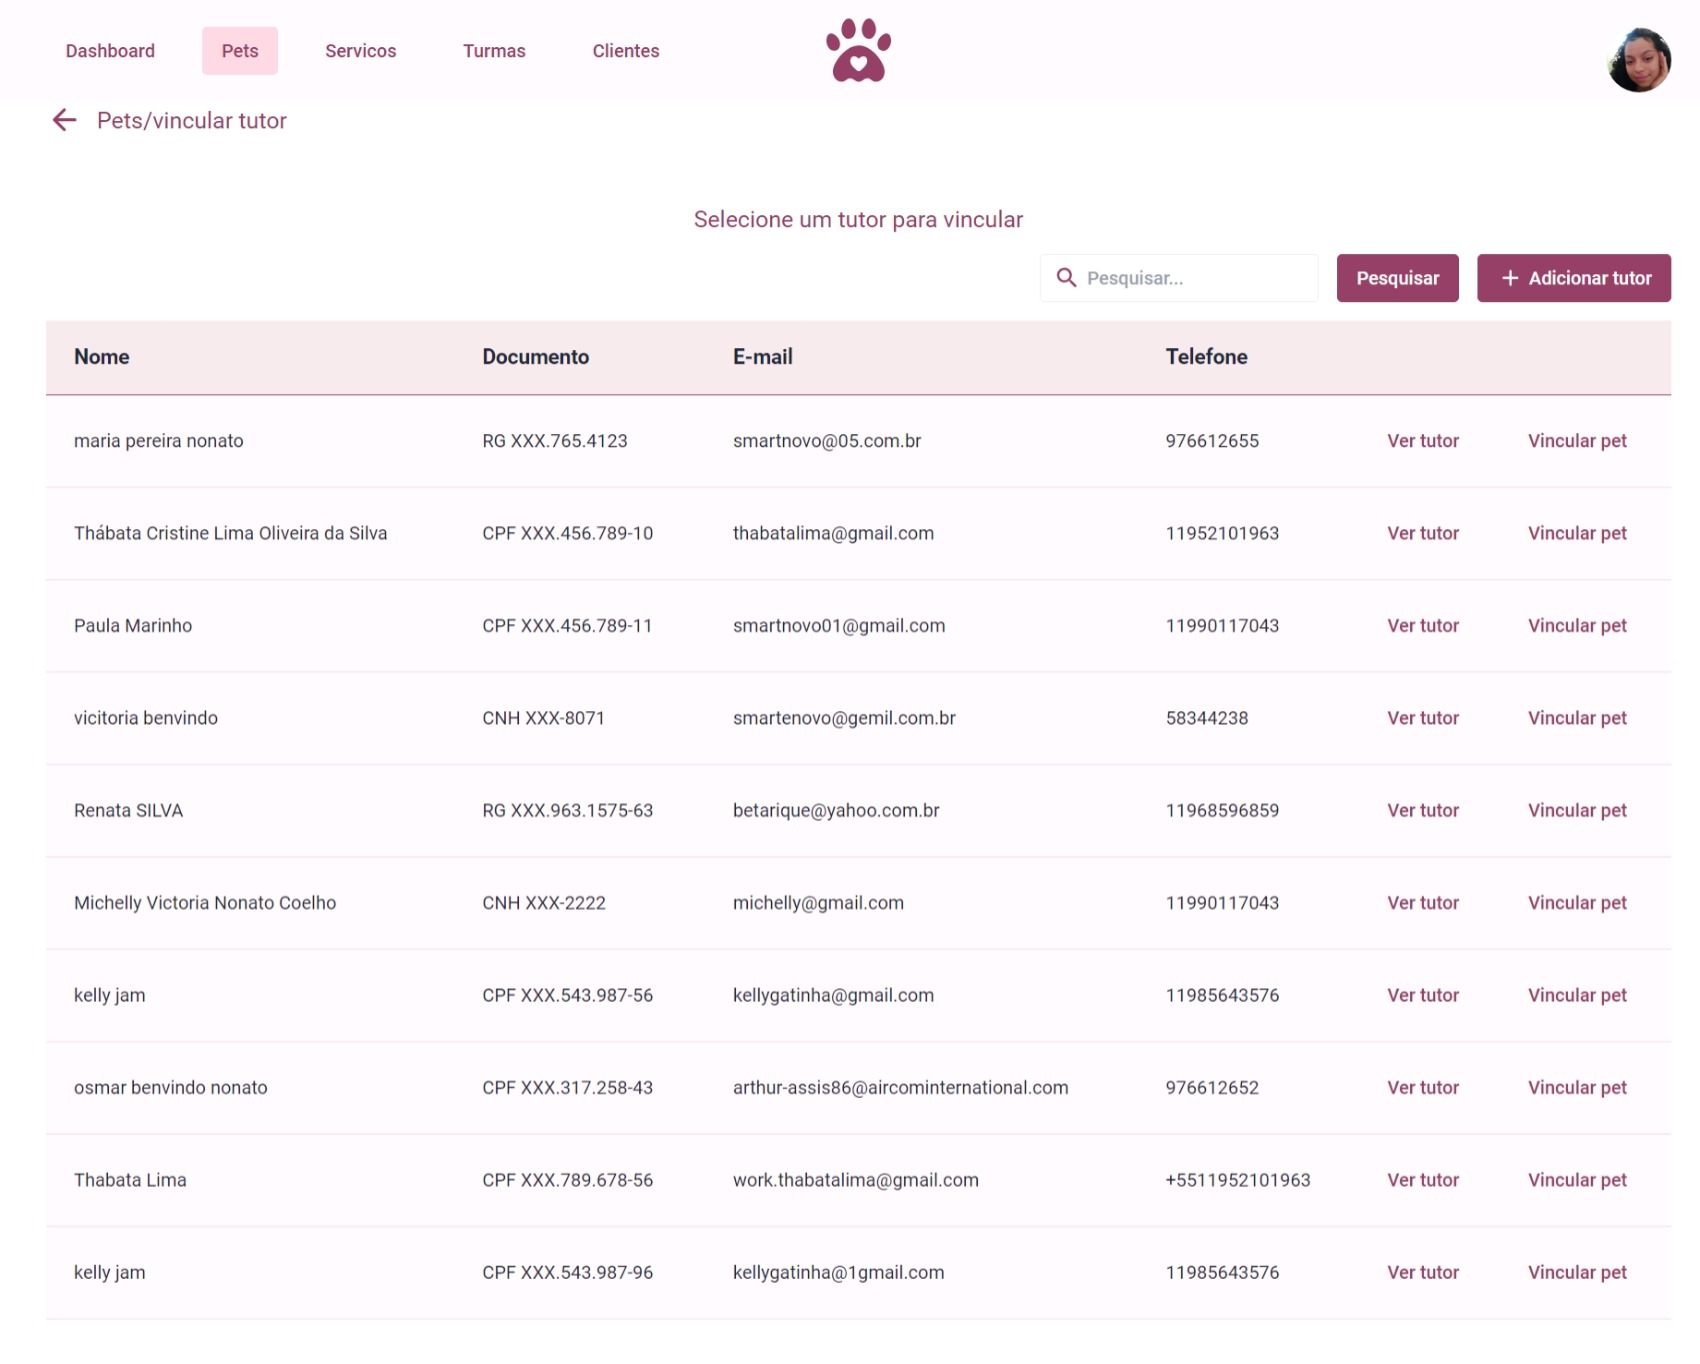 Dashboard Pets Servicos Turmas Clientes
Pets/vincular tutor
Selecione um tutor para vincular
Pesquisar... Pesquisar + Adicionar tutor
Nome Documento E-mail Telefone
maria pereira nonato RG XXX.765.4123 smartnovo@05.com.br 976612655 Ver tutor Vincular pet
Thábata Cristine Lima Oliveira da Silva CPF XXX.456.789-10 thabatalima@gmail.com 11952101963 Ver tutor Vincular pet
Paula Marinho CPF XXX.456.789-11 smartnovo01@gmail.com 11990117043 Ver tutor Vincular pet
vicitoria benvindo CNH XXX-8071 smartenovo@gemil.com.br 58344238 Ver tutor Vincular pet
Renata SILVA RG XXX.963.1575-63 betarique@yahoo.com.br 11968596859 Ver tutor Vincular pet
Michelly Victoria Nonato Coelho CNH XXX-2222 michelly@gmail.com 11990117043 Ver tutor Vincular pet
kelly jam CPF XXX.543.987-56 kellygatinha@gmail.com 11985643576 Ver tutor Vincular pet
osmar benvindo nonato CPF XXX.317.258-43 arthur-assis86@aircominternational.com 976612652 Ver tutor Vincular pet
Thabata Lima CPF XXX.789.678-56 work.thabatalima@gmail.com +5511952101963 Ver tutor Vincular pet
kelly jam CPF XXX.543.987-96 kellygatinha@1gmail.com 11985643576 Ver tutor Vincular pet